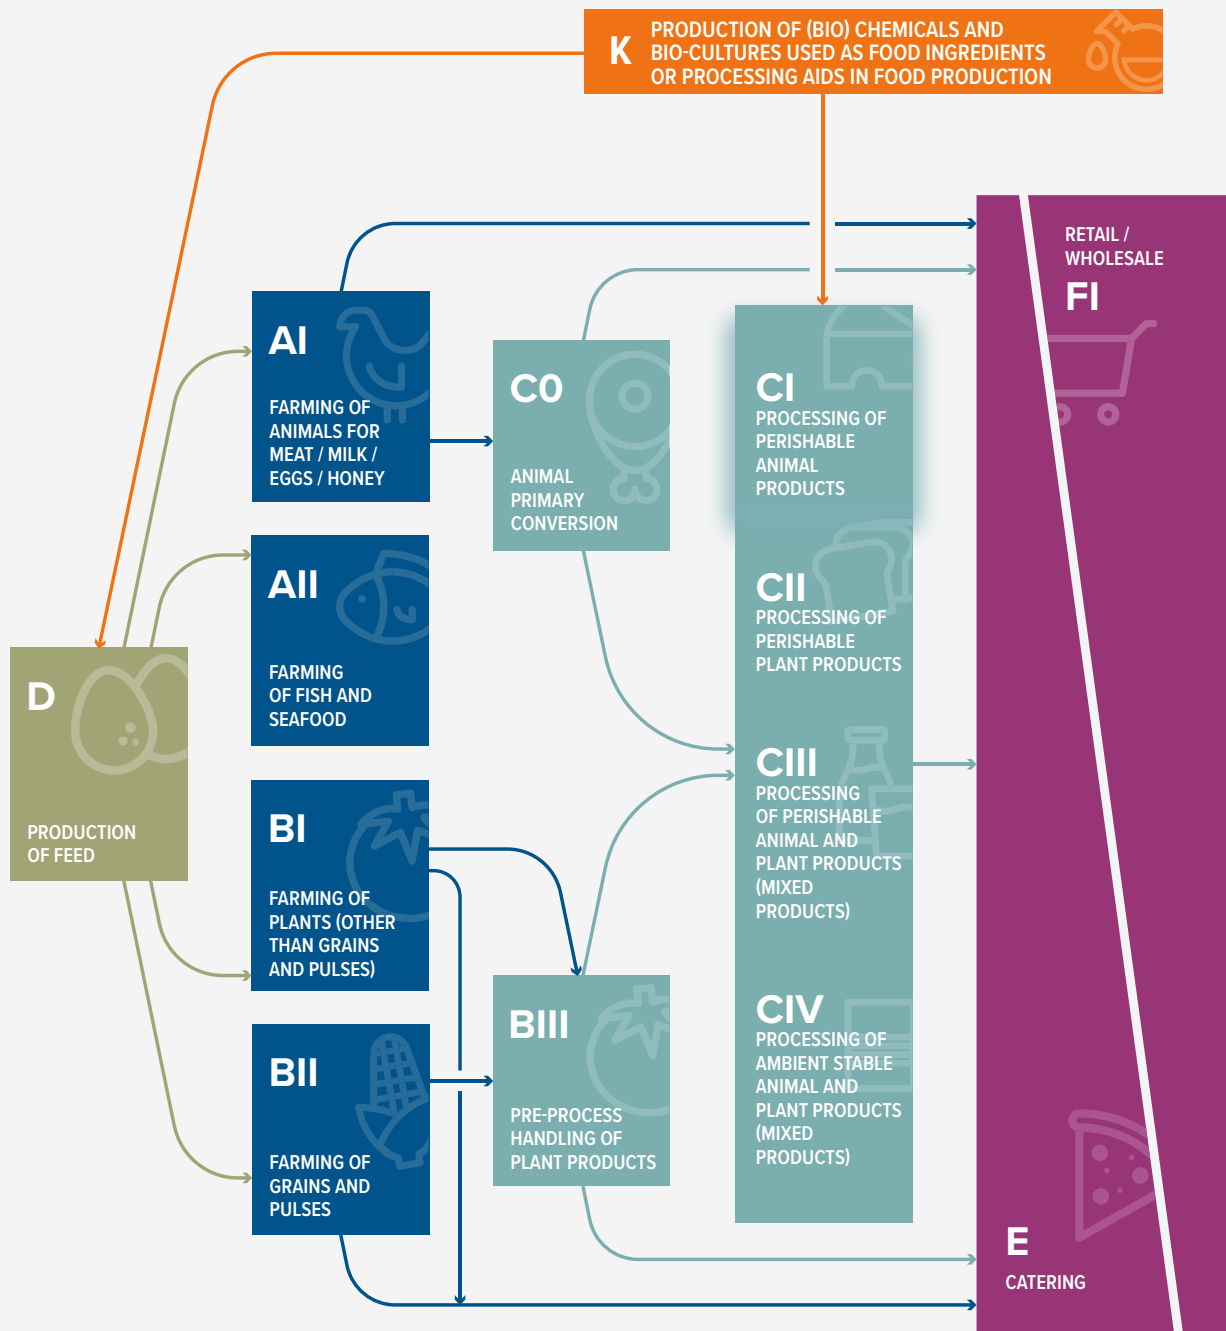 K
PRODUCTION OF (BIO) CHEMICALS AND
BIO-CULTURES USED AS FOOD INGREDIENTS
OR PROCESSING AIDS IN FOOD PRODUCTION
RETAIL /
WHOLESALE
FI
AI
FARMING OF
ANIMALS FOR
MEAT / MILK /
EGGS / HONEY
C0
ANIMAL
PRIMARY
CONVERSION
CI
PROCESSING OF
PERISHABLE
ANIMAL
PRODUCTS
AII
FARMING
OF FISH AND
SEAFOOD
CII
PROCESSING OF
PERISHABLE
PLANT PRODUCTS
D
PRODUCTION
OF FEED
BI
FARMING OF
PLANTS (OTHER
THAN GRAINS
AND PULSES)
CIII
PROCESSING
OF PERISHABLE
ANIMAL AND
PLANT PRODUCTS
(MIXED
PRODUCTS)
BII
FARMING OF
GRAINS AND
PULSES
BIII
PRE-PROCESS
HANDLING OF
PLANT PRODUCTS
CIV
PROCESSING OF
AMBIENT STABLE
ANIMAL AND
PLANT PRODUCTS
(MIXED
PRODUCTS)
E
CATERING